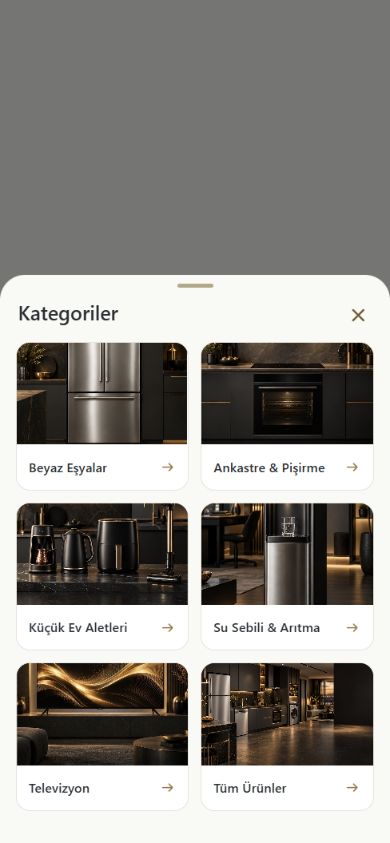 Kategoriler
Beyaz Eşyalar
Ankastre & Pişirme
Küçük Ev Aletleri
Su Sebili & Arıtma
Televizyon
Tüm Ürünler